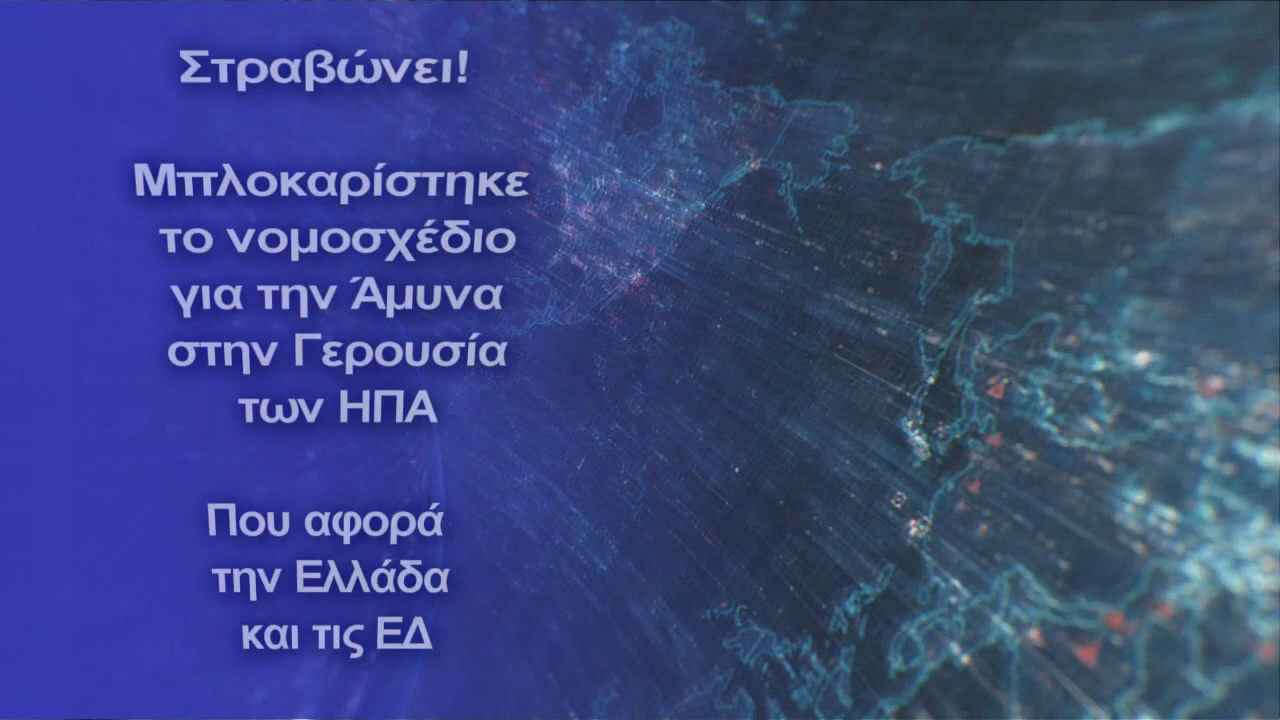 Στραβώνει!
Μπλοκαρίστηκε
το νομοσχέδιο
για την Άμυνα
στην Γερουσία
των ΗΠΑ
Που αφορά
την Ελλάδα
και τις ΕΔ